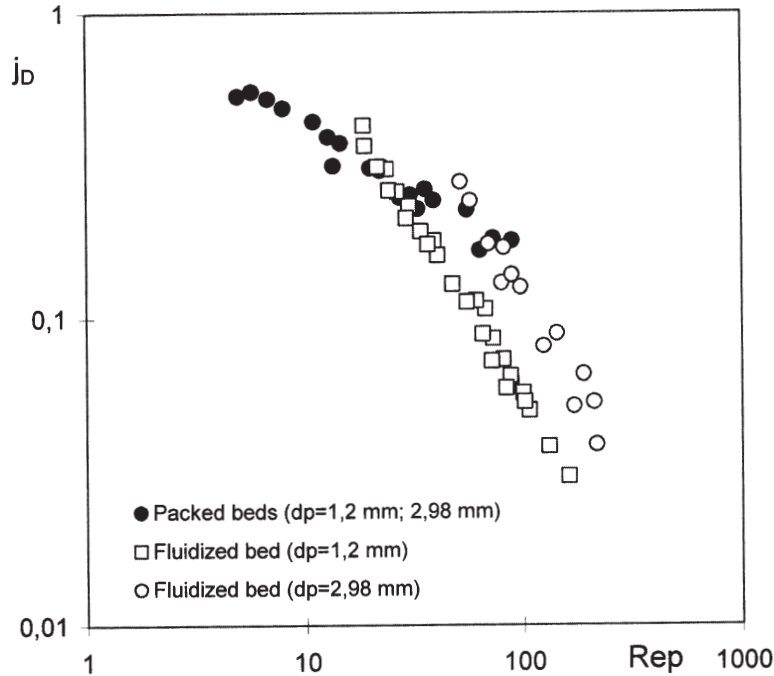 1
jD
0,1
Packed beds (dp=1,2 mm; 2,98 mm)
Fluidized bed (dp=1,2 mm)
Fluidized bed (dp=2,98 mm)
0,01
1
10
100
Rep
1000